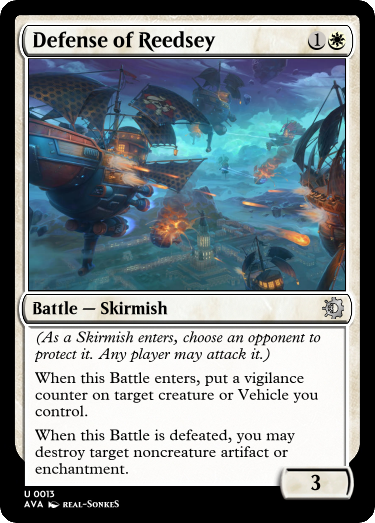 Defense of Reedsey
1
Battle — Skirmish
(As a Skirmish enters, choose an opponent to
protect it. Any player may attack it.)
When this Battle enters, put a vigilance
counter on target creature or Vehicle you
control.
When this Battle is defeated, you may
destroy target noncreature artifact or
enchantment.
3
U 0013
AVA REAL-SONKES